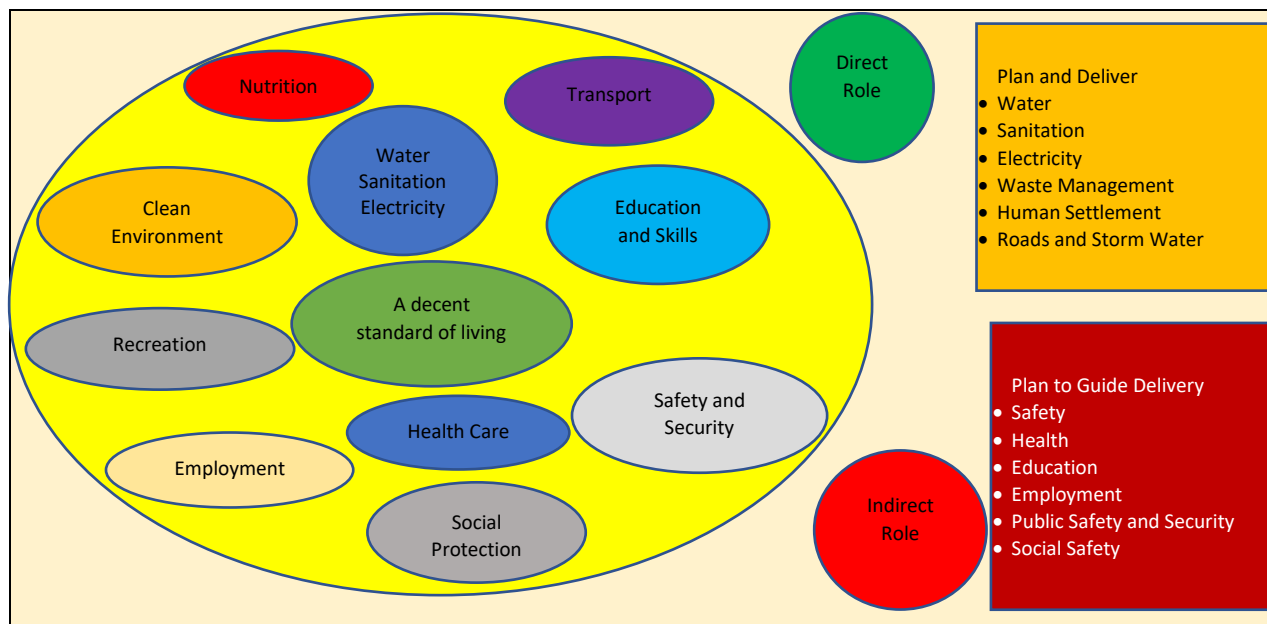 Nutrition
Transport
Water
Sanitation
Electricity
Clean
Environment
Education
and Skills
A decent
standard of living
Recreation
Safety and
Security
Health Care
Employment
Social
Protection
Direct
Role
Plan and Deliver
• Water
• Sanitation
• Electricity
• Waste Management
• Human Settlement
• Roads and Storm Water
Indirect
Role
Plan to Guide Delivery
• Safety
• Health
• Education
• Employment
• Public Safety and Security
• Social Safety